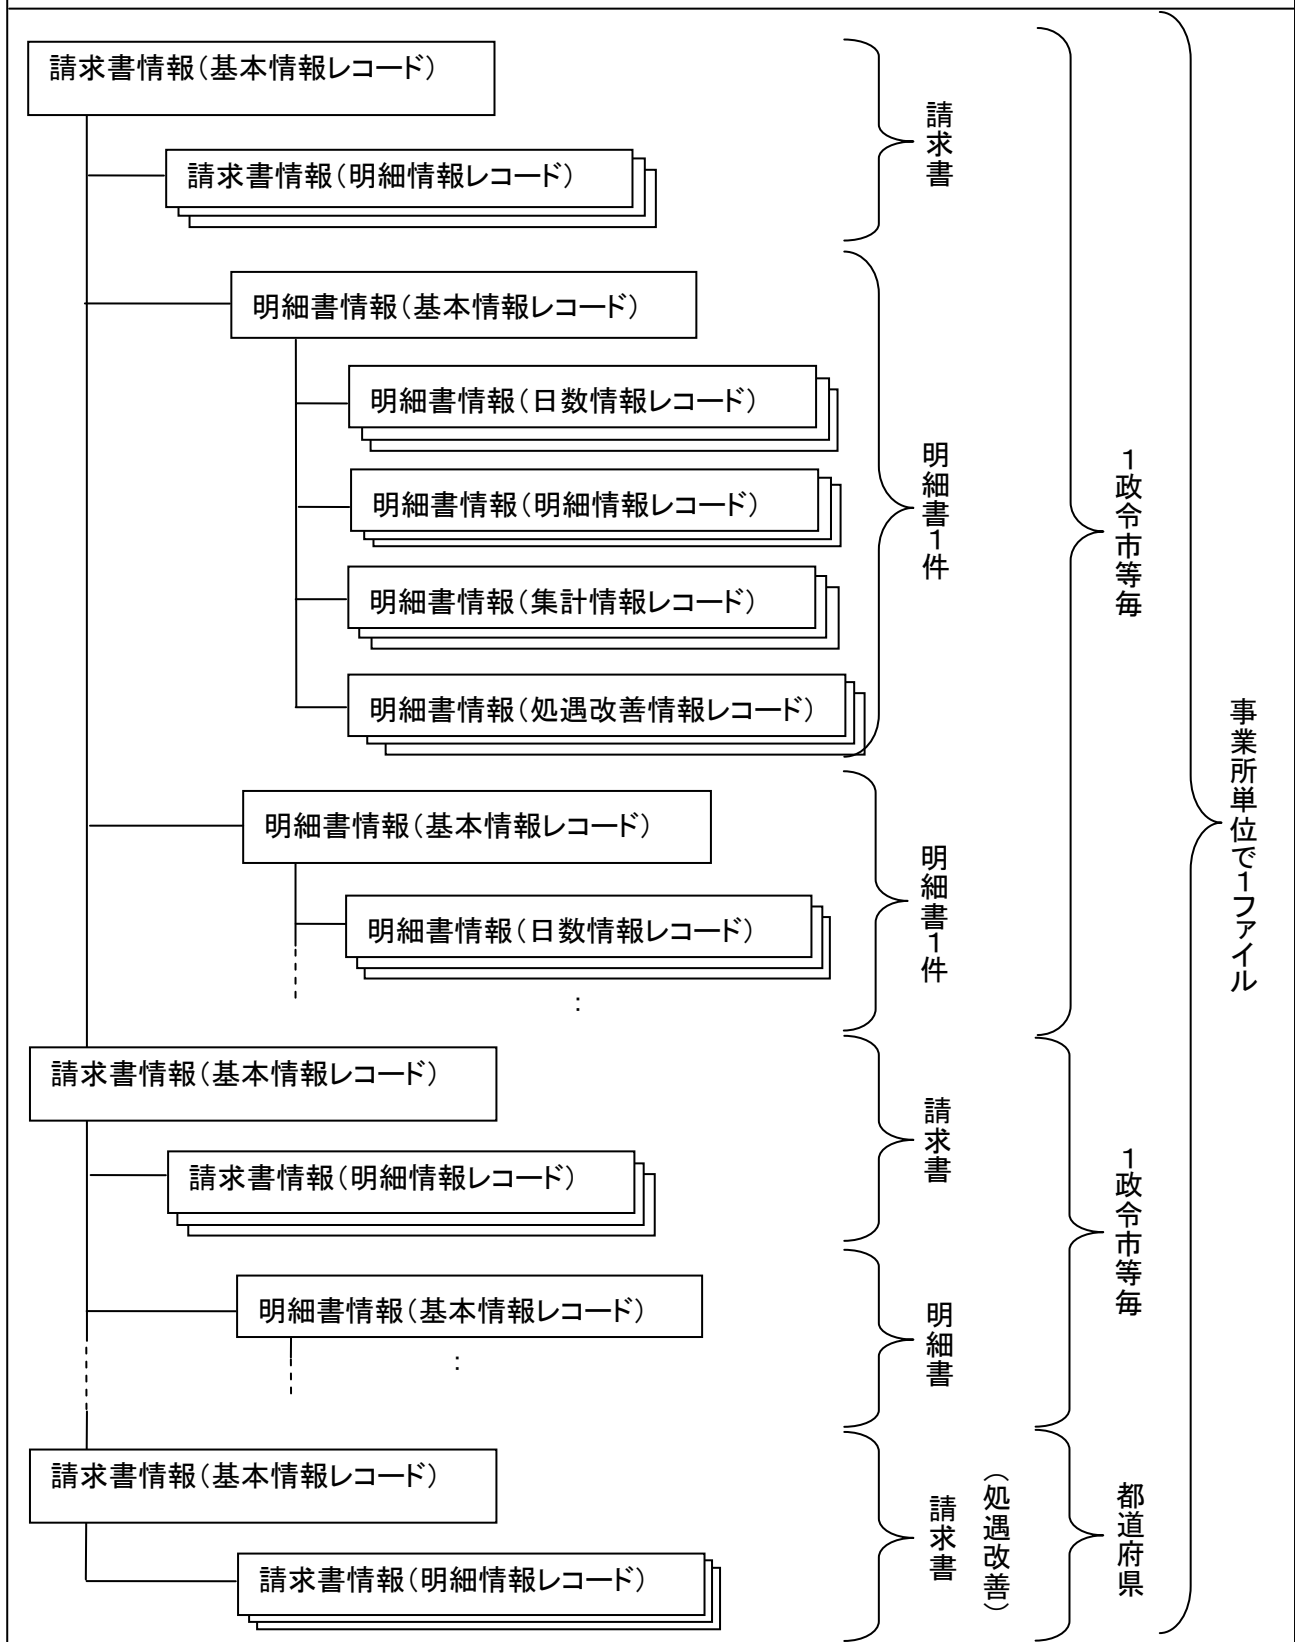 請求書情報（基本情報レコード）
請求書情報（明細情報レコード）
請求書
明細書情報（基本情報レコード）
明細書情報（日数情報レコード）
明細書情報（明細情報レコード）
明細書情報（集計情報レコード）
明細書情報（処遇改善情報レコード）
明細書１件
明細書情報（基本情報レコード）
明細書情報（日数情報レコード）
：
明細書１件
１政令市等毎
請求書情報（基本情報レコード）
請求書情報（明細情報レコード）
請求書
明細書情報（基本情報レコード）
：
明細書
１政令市等毎
請求書情報（基本情報レコード）
請求書情報（明細情報レコード）
請求書
（処遇改善）
都道府県
事業所単位で１ファイル